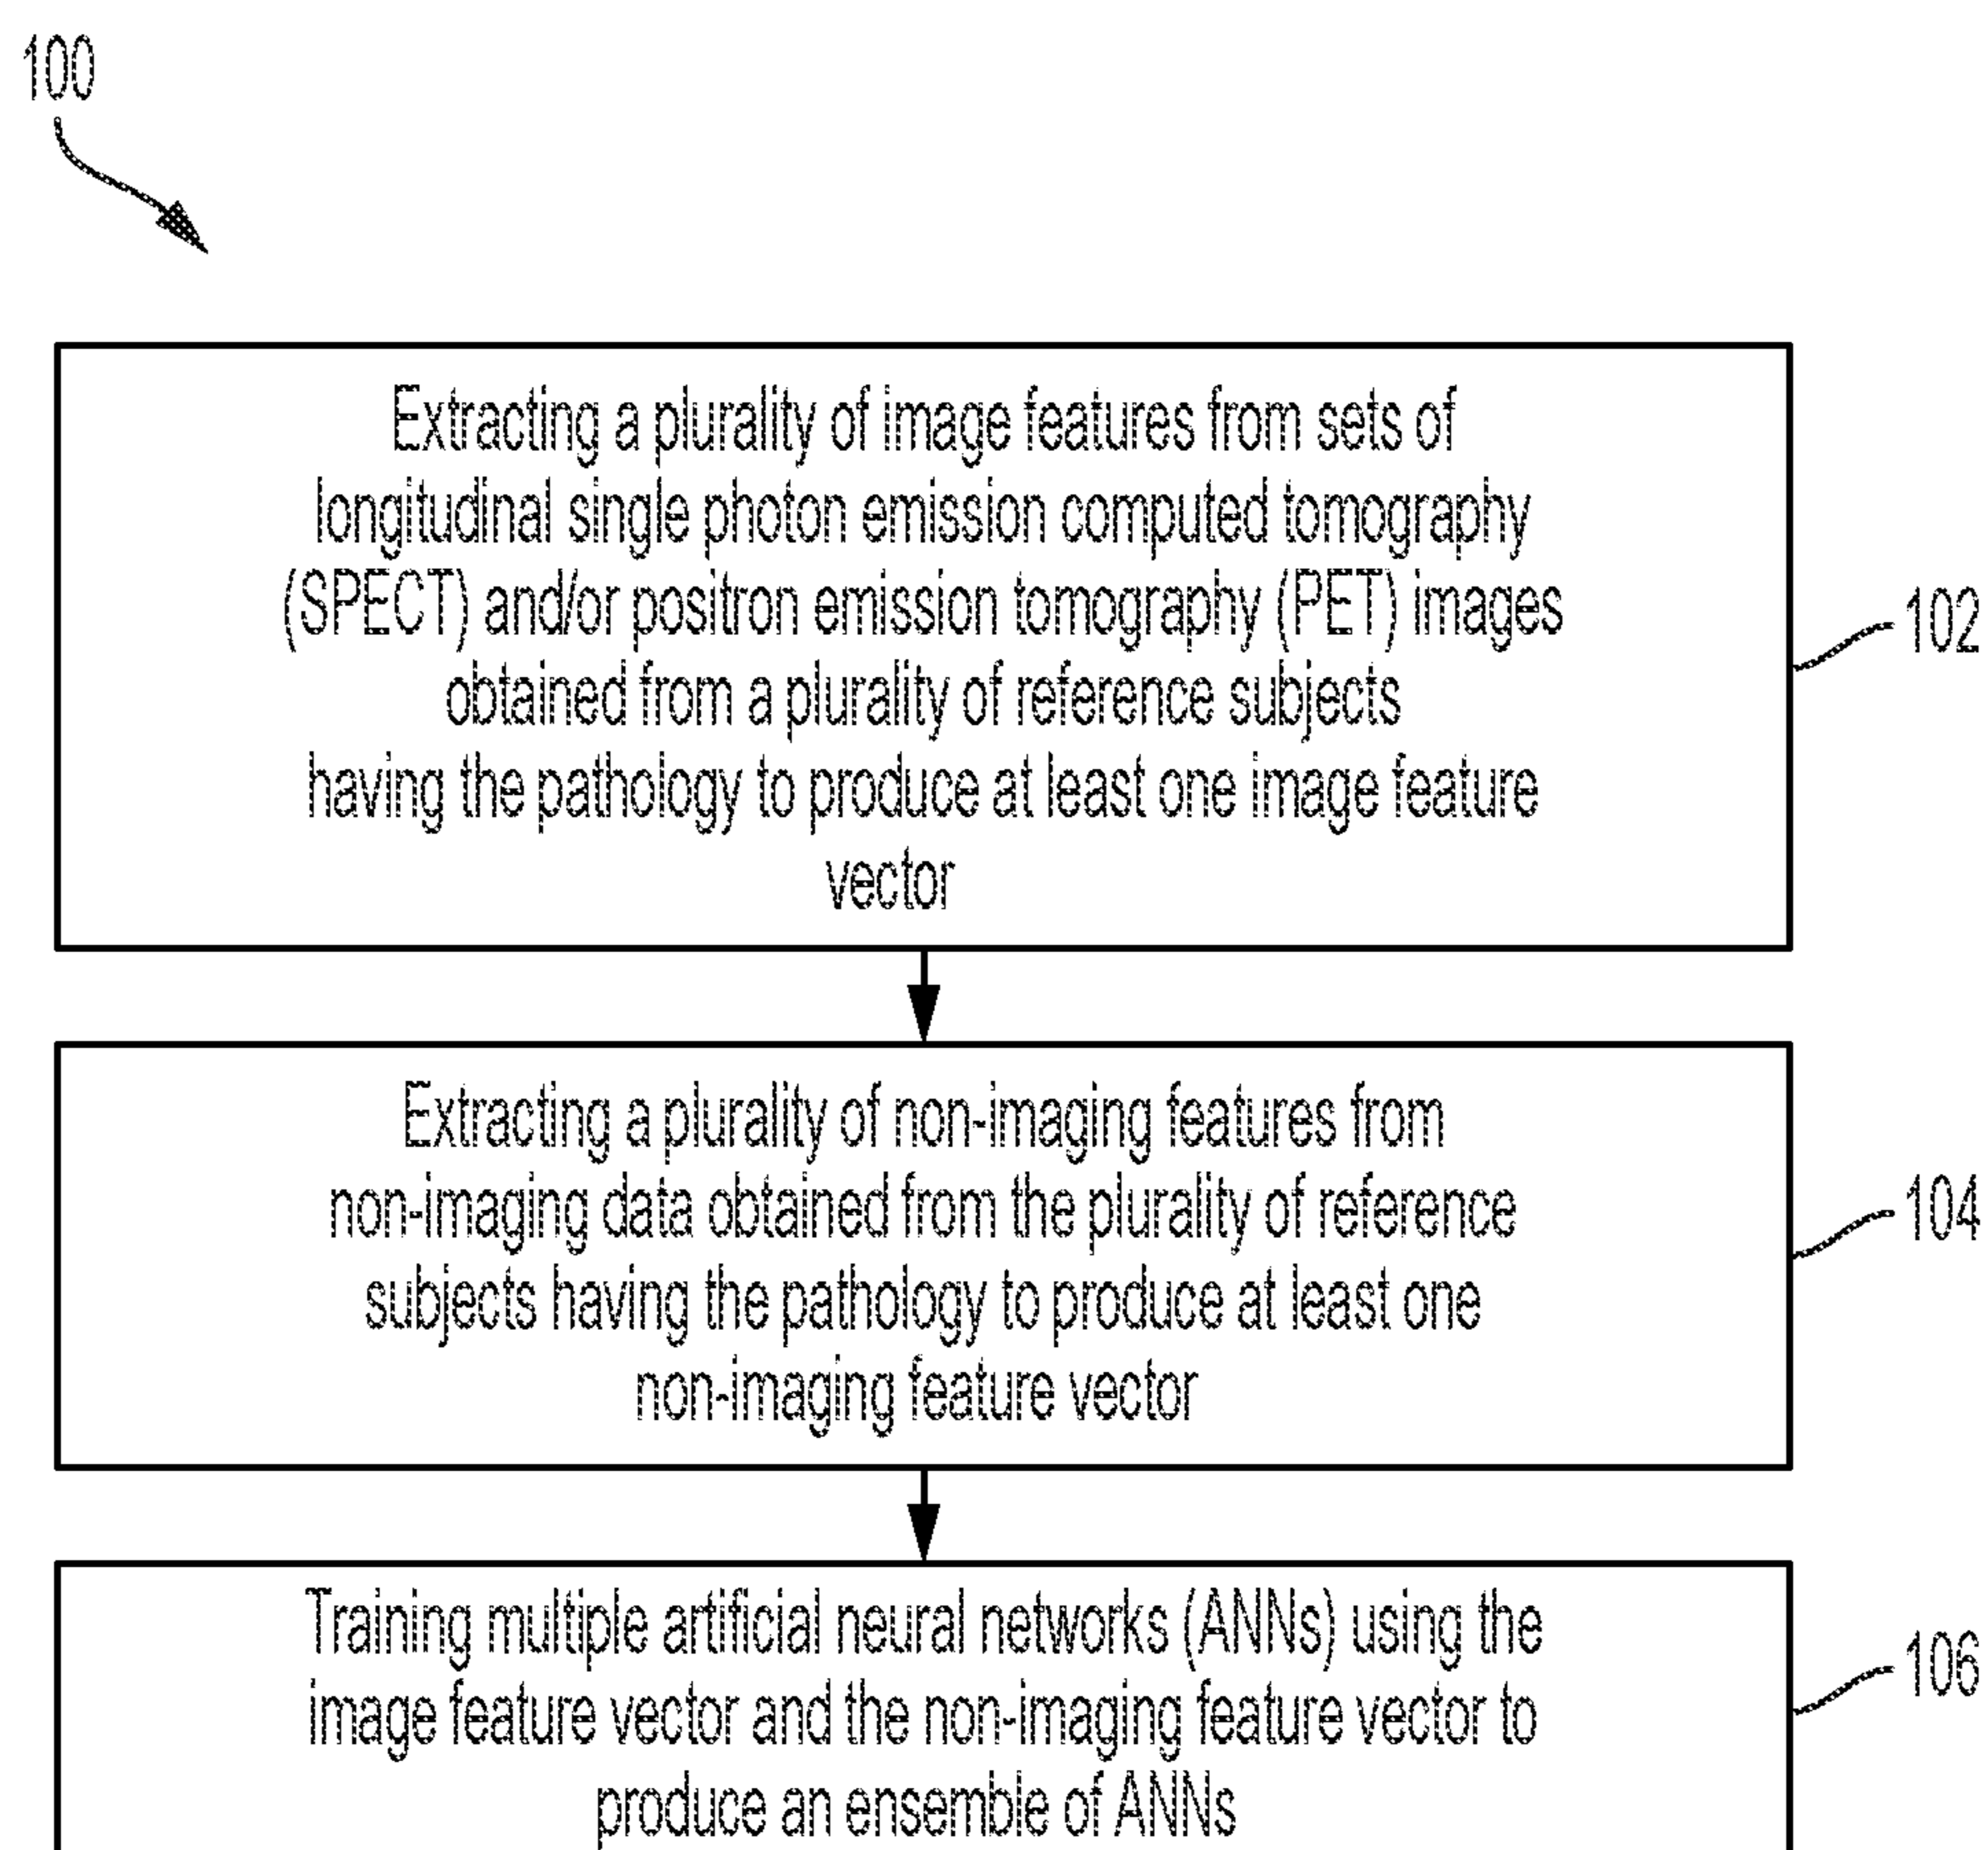 100
Extracting a plurality of image features from sets of
longitudinal single photon emission computed tomography
(SPECT) and/or positron emission tomography (PET) images
obtained from a plurality of reference subjects
having the pathology to produce at least one image feature
vector
102
Extracting a plurality of non-imaging features from
non-imaging data obtained from the plurality of reference
subjects having the pathology to produce at least one
non-imaging feature vector
104
Training multiple artificial neural networks (ANNs) using the
image feature vector and the non-imaging feature vector to
produce an ensemble of ANNs
106